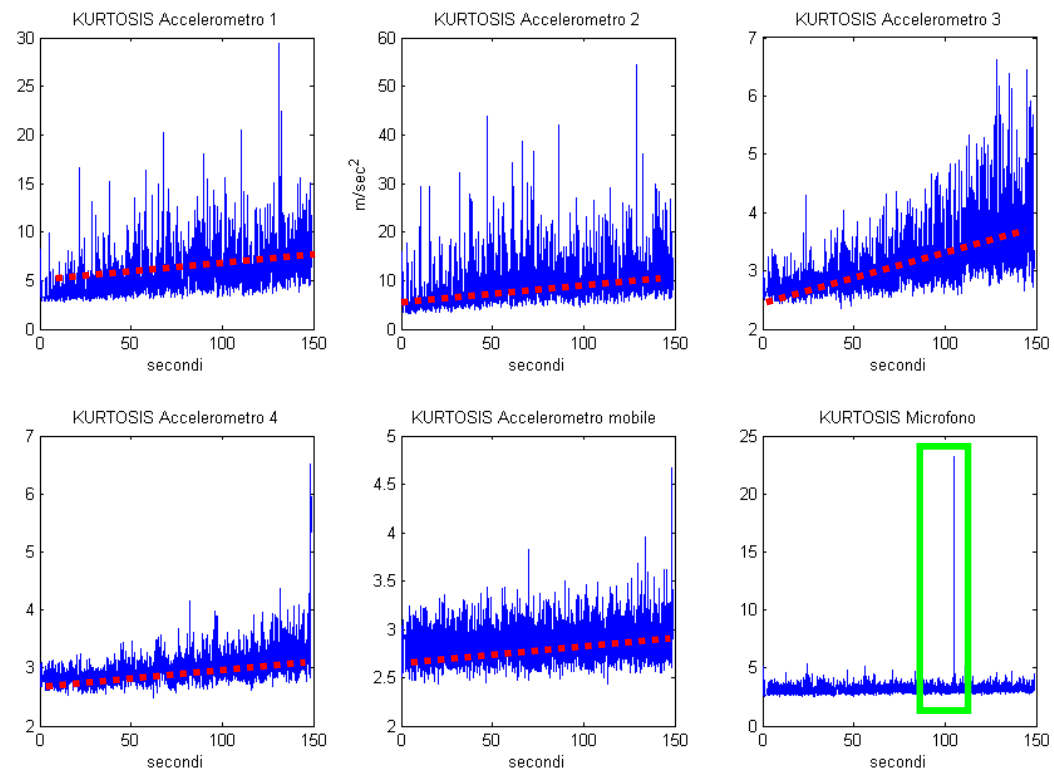 KURTOSIS Accelerometro 1
30
25
20
15
10
5
0
0 50 100 150
secondi
KURTOSIS Accelerometro 2
m/sec²
60
50
40
30
20
10
0
0 50 100 150
secondi
KURTOSIS Accelerometro 3
7
6
5
4
3
2
0 50 100 150
secondi
KURTOSIS Accelerometro 4
7
6
5
4
3
2
0 50 100 150
secondi
KURTOSIS Accelerometro mobile
5
4.5
4
3.5
3
2.5
2
0 50 100 150
secondi
KURTOSIS Microfono
25
20
15
10
5
0
0 50 100 150
secondi